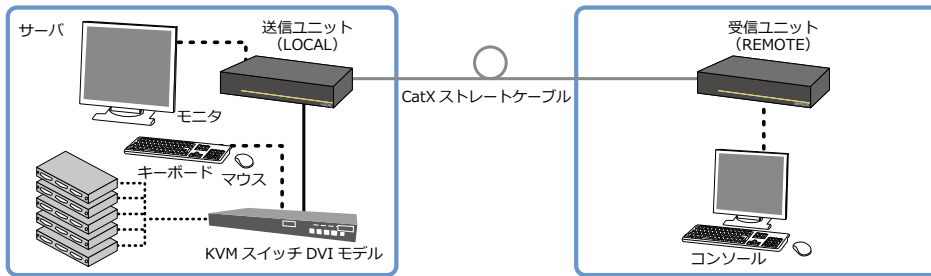 サーバ
送信ユニット
（LOCAL）
受信ユニット
（REMOTE）
CatX ストレートケーブル
モニタ
キーボード
マウス
KVM スイッチ DVI モデル
コンソール